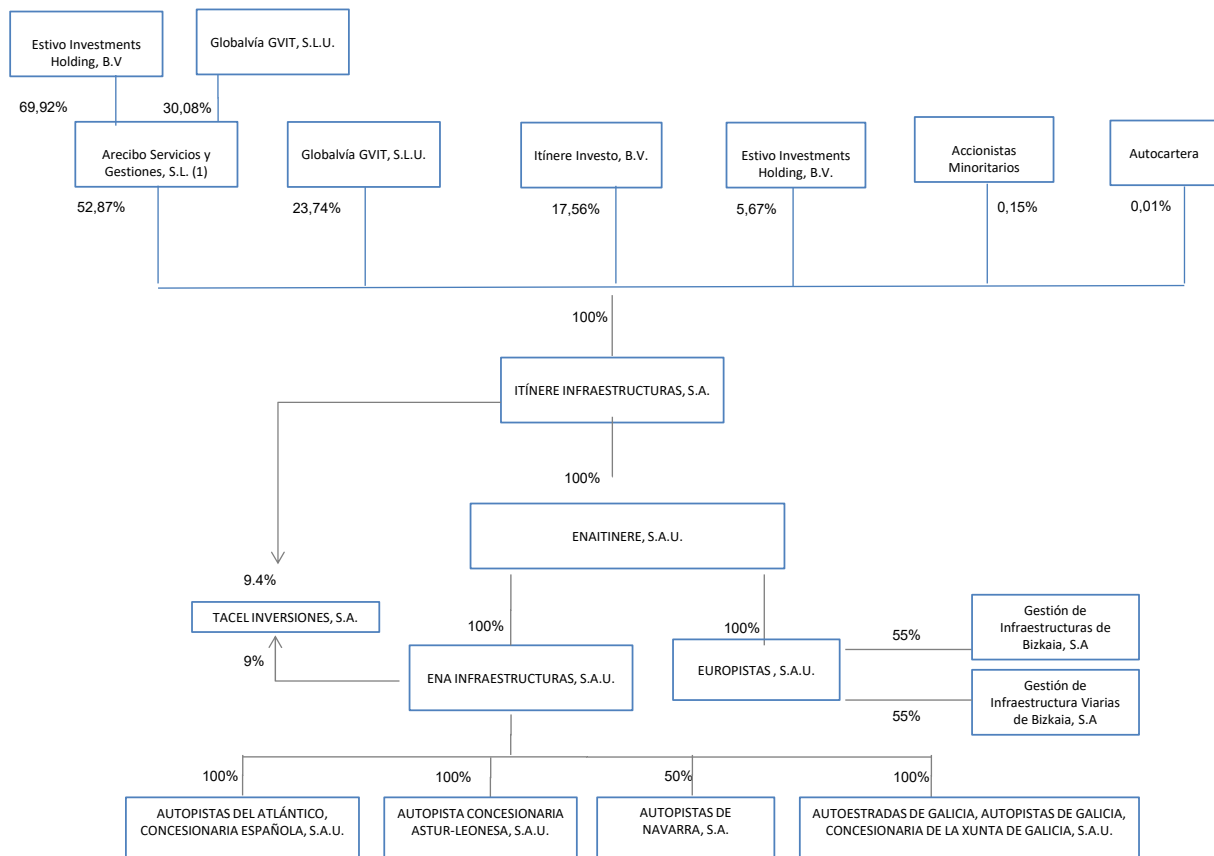 Estivo Investments
Holding, B.V
Globalvía GVIT, S.L.U.
69,92%
30,08%
Arecibo Servicios y
Gestiones, S.L. (1)
Globalvía GVIT, S.L.U.
Itínere Investo, B.V.
Estivo Investments
Holding, B.V.
Accionistas
Minoritarios
Autocartera
52,87%
23,74%
17,56%
5,67%
0,15%
0,01%
100%
ITÍNERE INFRAESTRUCTURAS, S.A.
100%
ENAITINERE, S.A.U.
9.4%
TACEL INVERSIONES, S.A.
9%
100%
100%
ENA INFRAESTRUCTURAS, S.A.U.
EUROPISTAS , S.A.U.
55%
Gestión de
Infraestructuras de
Bizkaia, S.A
55%
Gestión de
Infraestructura Viarias
de Bizkaia, S.A
100%
100%
50%
100%
AUTOPISTAS DEL ATLÁNTICO,
CONCESIONARIA ESPAÑOLA, S.A.U.
AUTOPISTA CONCESIONARIA
ASTUR-LEONESA, S.A.U.
AUTOPISTAS DE
NAVARRA, S.A.
AUTOESTRADAS DE GALICIA, AUTOPISTAS DE GALICIA,
CONCESIONARIA DE LA XUNTA DE GALICIA, S.A.U.